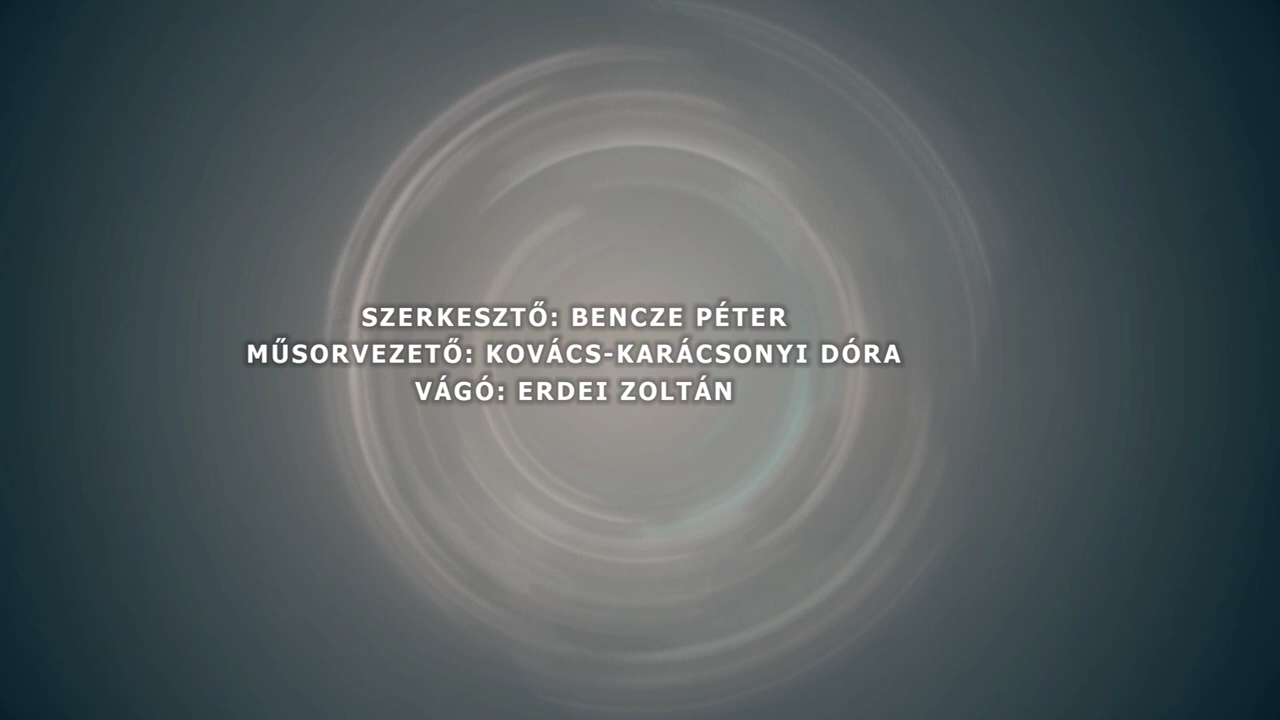 SZERKESZTŐ: BENCZE PÉTER
MŰSORVEZETŐ: KOVÁCS-KARÁCSONYI DÓRA
VÁGÓ: ERDEI ZOLTÁN